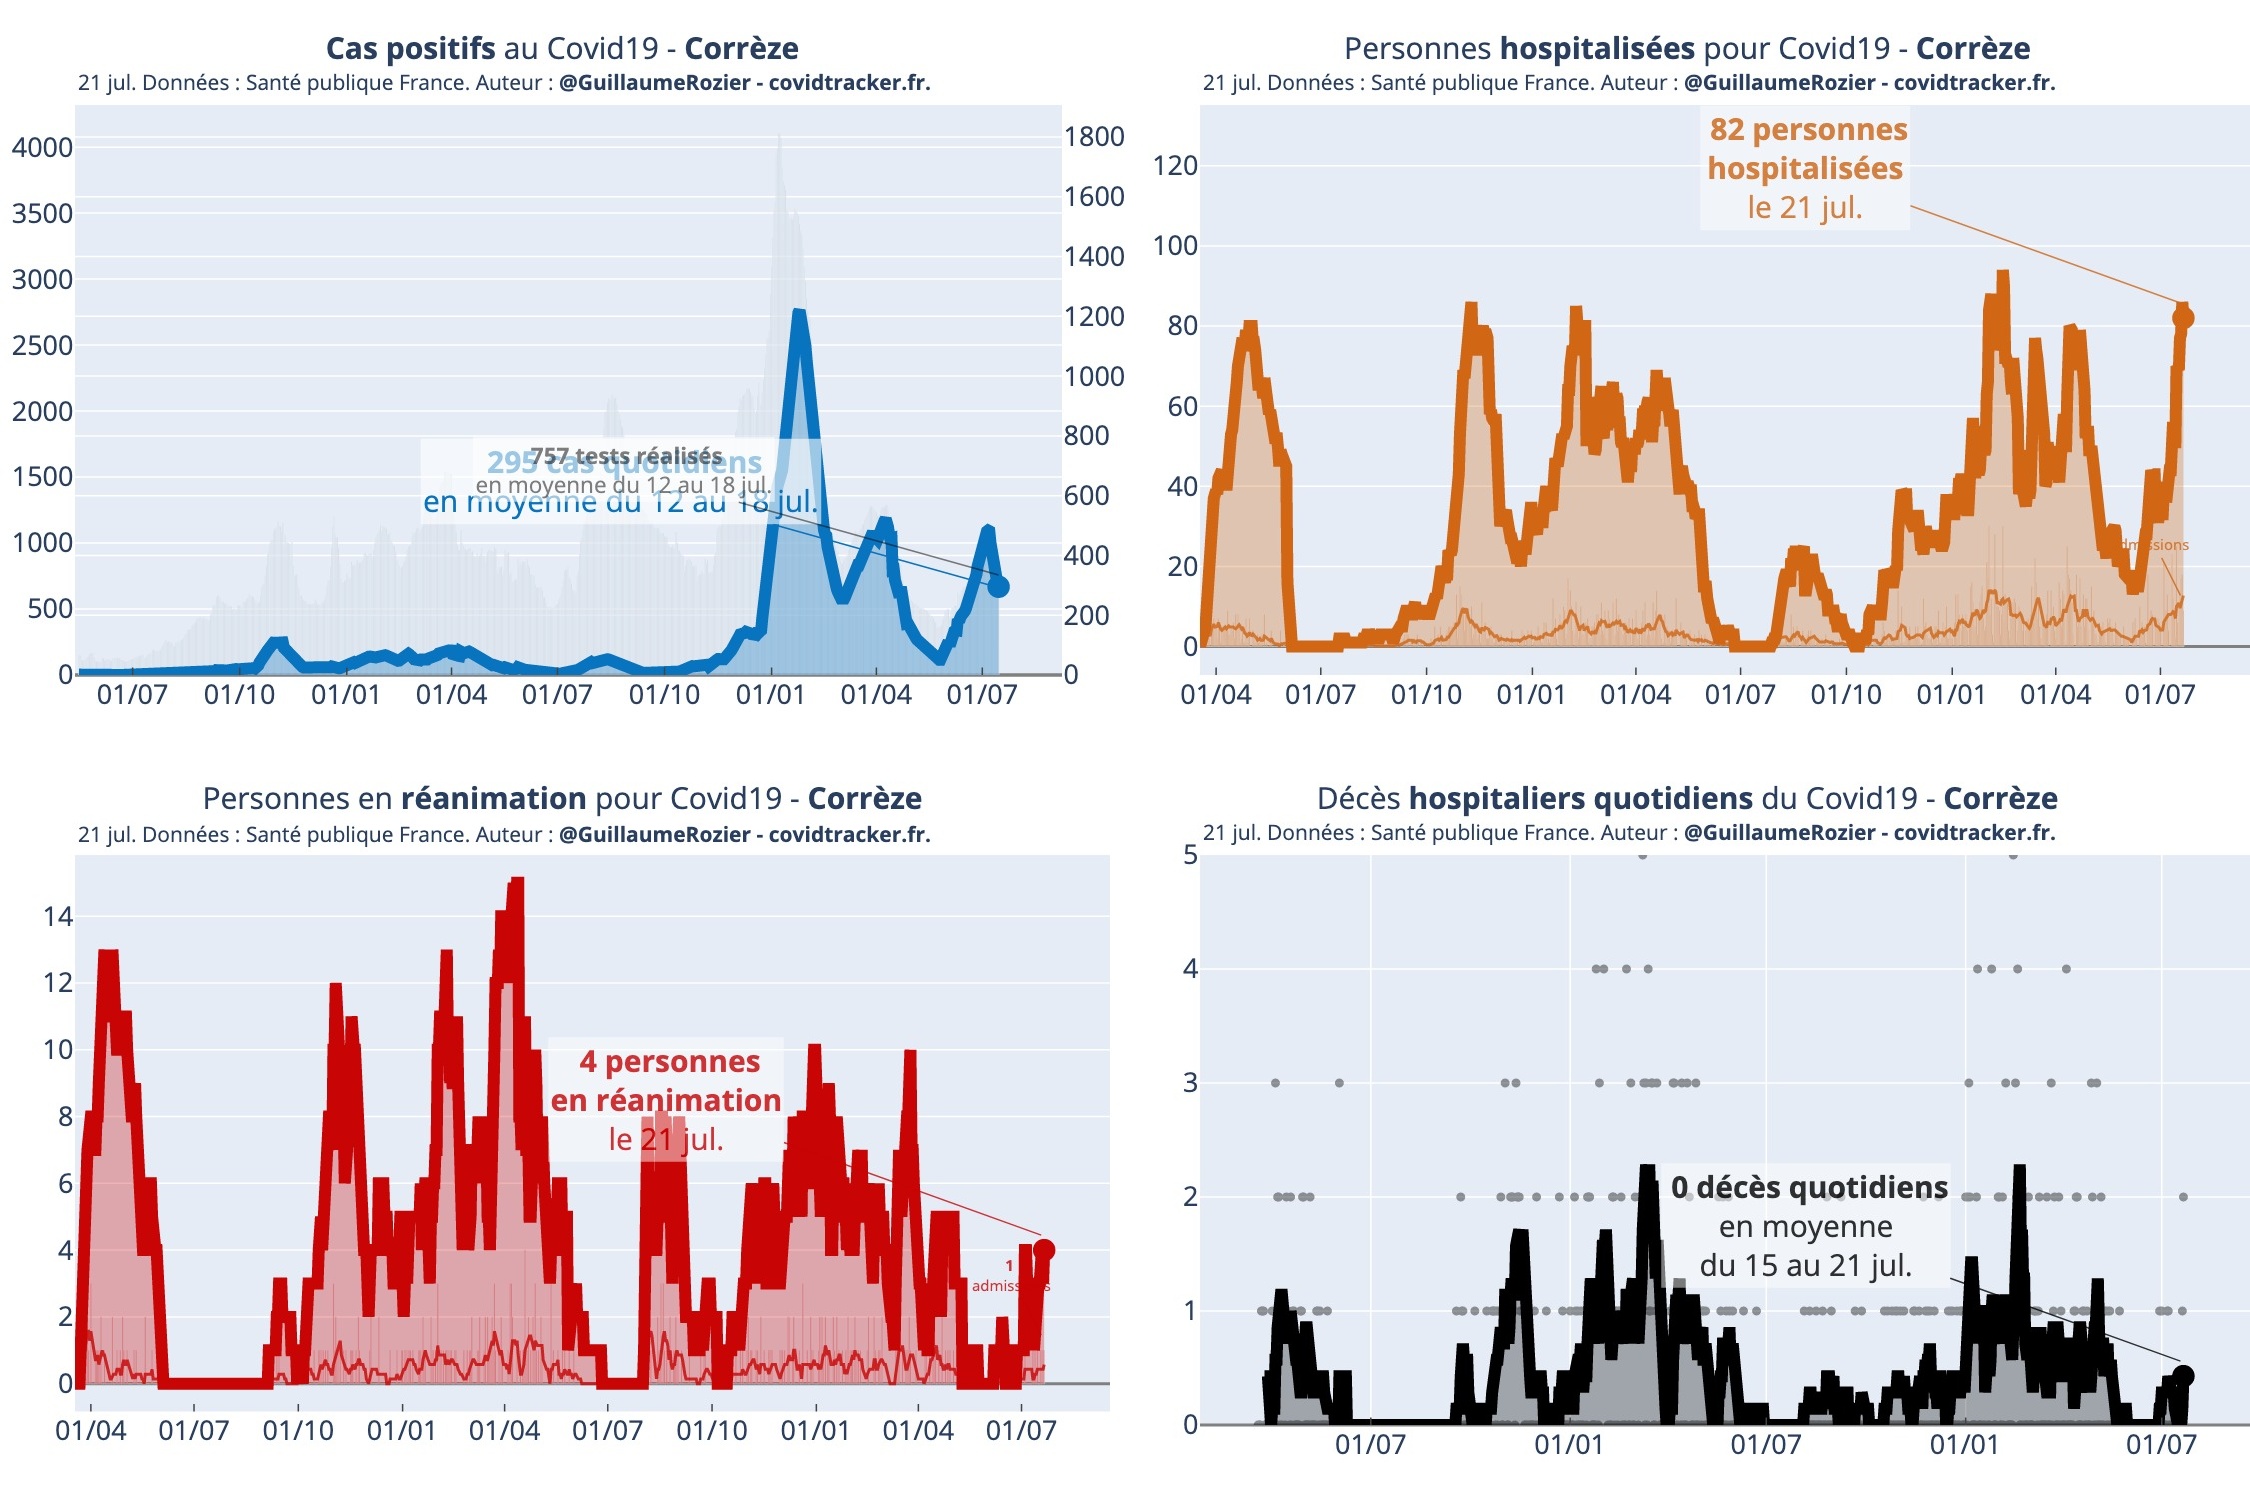 Cas positifs au Covid19 - Corrèze
21 jul. Données : Santé publique France. Auteur : @GuillaumeRozier - covidtracker.fr.
4000
3500
3000
2500
2000
1500
1000
500
0
1800
1600
1400
1200
1000
800
600
400
200
0
757 tests réalisés
en moyenne du 12 au 18 jul.
295 cas quotidiens
en moyenne du 12 au 18 jul.
01/07 01/10 01/01 01/04 01/07 01/10 01/01 01/04 01/07
Personnes hospitalisées pour Covid19 - Corrèze
21 jul. Données : Santé publique France. Auteur : @GuillaumeRozier - covidtracker.fr.
82 personnes
hospitalisées
le 21 jul.
120
100
80
60
40
20
0
admissions
01/04 01/07 01/10 01/01 01/04 01/07 01/10 01/01 01/04 01/07
Personnes en réanimation pour Covid19 - Corrèze
21 jul. Données : Santé publique France. Auteur : @GuillaumeRozier - covidtracker.fr.
14
12
10
8
6
4
2
0
4 personnes
en réanimation
le 21 jul.
1
admissions
01/04 01/07 01/10 01/01 01/04 01/07 01/10 01/01 01/04 01/07
Décès hospitaliers quotidiens du Covid19 - Corrèze
21 jul. Données : Santé publique France. Auteur : @GuillaumeRozier - covidtracker.fr.
5
4
3
2
1
0
0 décès quotidiens
en moyenne
du 15 au 21 jul.
01/07 01/01 01/07 01/01 01/07